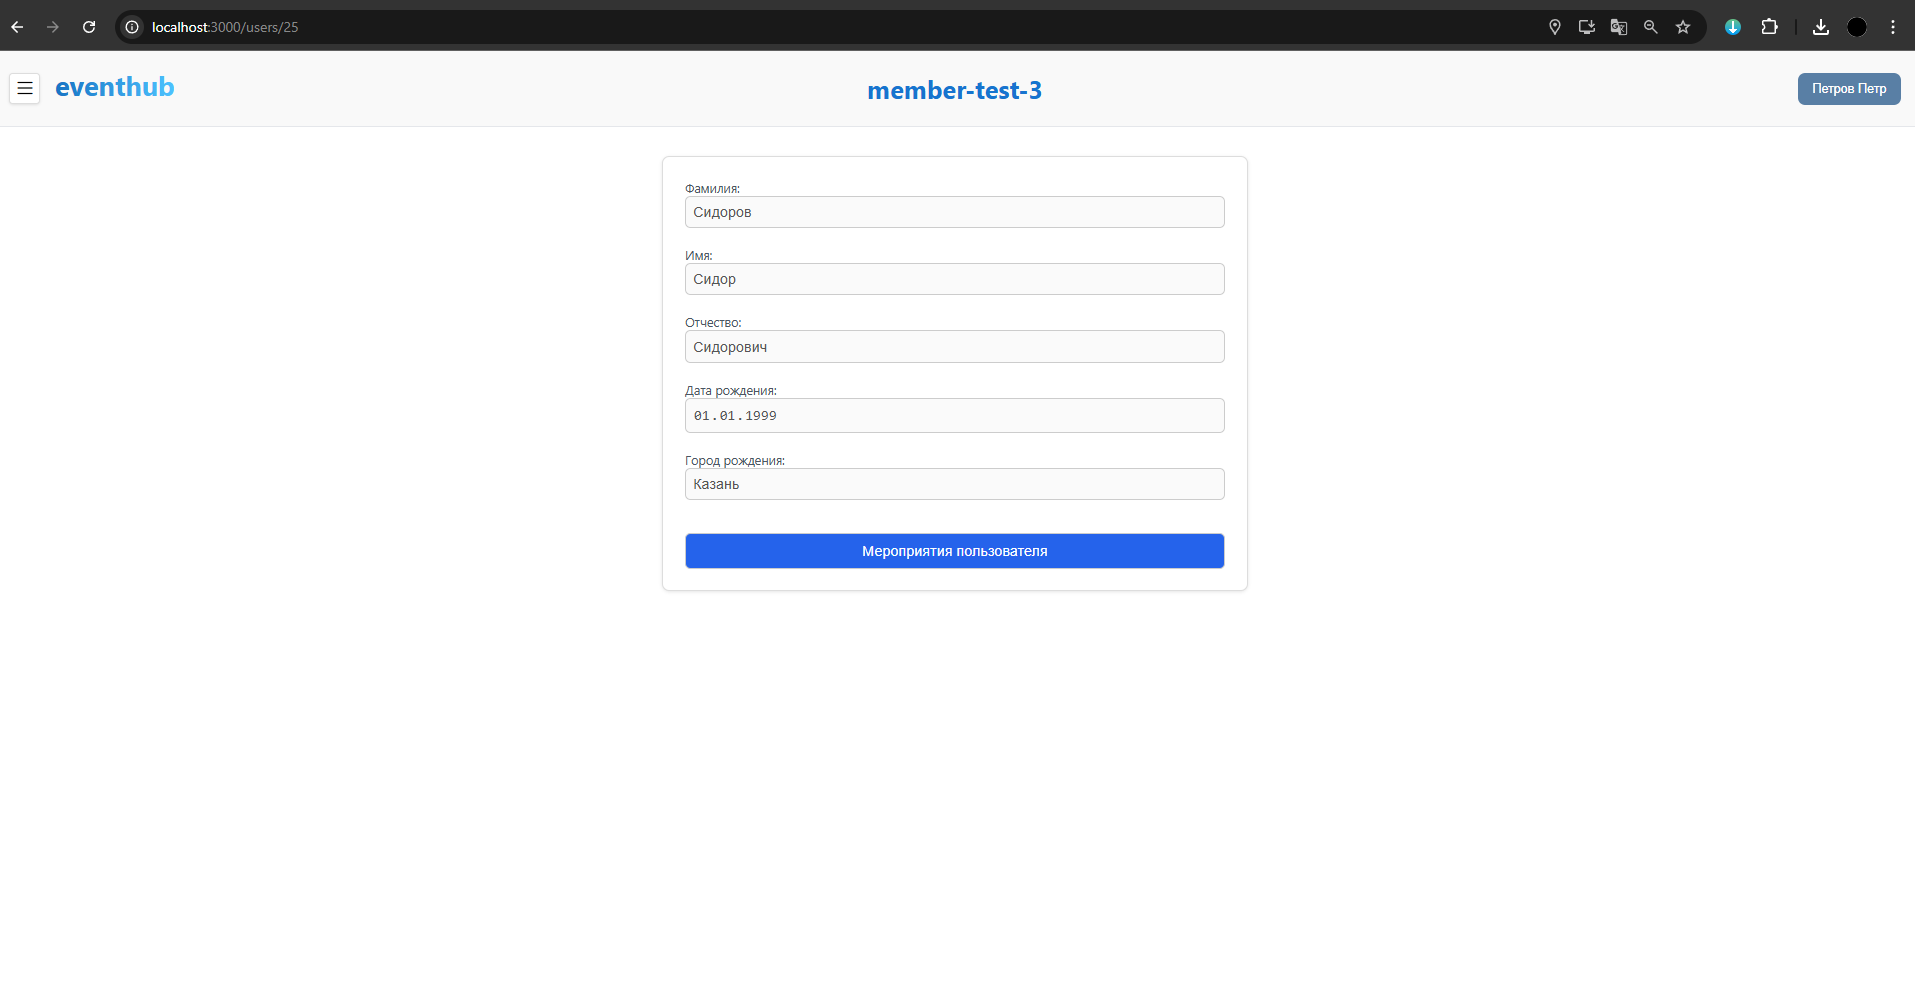 localhost:3000/users/25
eventhub
member-test-3
Петров Петр
Фамилия:
Сидоров
Имя:
Сидор
Отчество:
Сидорович
Дата рождения:
01.01.1999
Город рождения:
Казань
Мероприятия пользователя